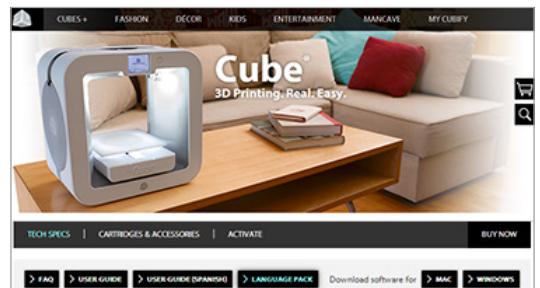 CUBES + FASHION DÉCOR KIDS ENTERTAINMENT MANCAVE MY CUBIFY
Cube®
3D Printing. Real. Easy.
TECH SPECS | CARTRIDGES & ACCESSORIES | ACTIVATE BUY NOW
> FAQ > USER GUIDE > USER GUIDE (SPANISH) > LANGUAGE PACK Download software for > MAC > WINDOWS